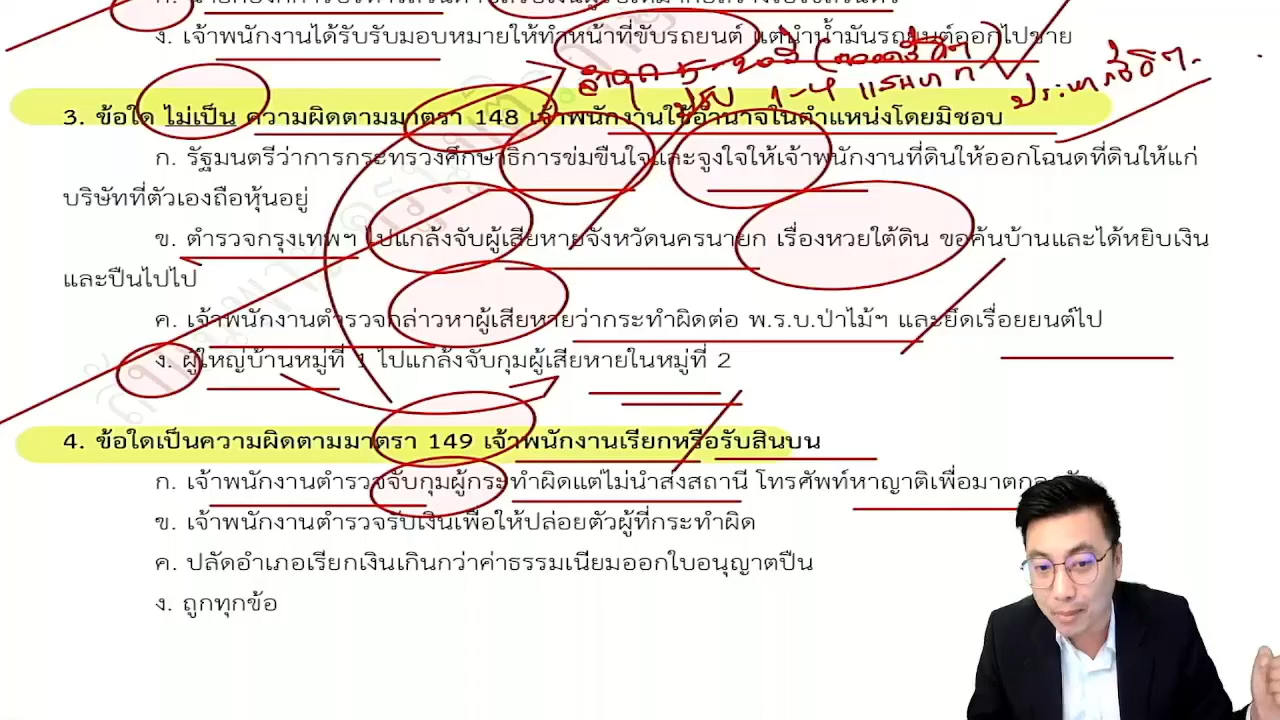 ง. เจ้าพนักงานได้รับรับมอบหมายให้ทำหน้าที่ขับรถยนต์ แต่นำน้ำมันรถยนต์ออกไปขาย
3. ข้อใด ไม่เป็น ความผิดตามมาตรา 148 เจ้าพนักงานใช้อำนาจในตำแหน่งโดยมิชอบ
ก. รัฐมนตรีว่าการกระทรวงศึกษาธิการข่มขืนใจและจูงใจให้เจ้าพนักงานที่ดินให้ออกโฉนดที่ดินให้แก่
บริษัทที่ตัวเองถือหุ้นอยู่
ข. ตำรวจกรุงเทพฯ ไปแกล้งจับผู้เสียหายจังหวัดนครนายก เรื่องหวยใต้ดิน ขอค้นบ้านและได้หยิบเงิน
และปืนไปไป
ค. เจ้าพนักงานตำรวจกล่าวหาผู้เสียหายว่ากระทำผิดต่อ พ.ร.บ.ป่าไม้ฯ และยึดเรื่อยยนต์ไป
ง. ผู้ใหญ่บ้านหมู่ที่ 1 ไปแกล้งจับกุมผู้เสียหายในหมู่ที่ 2
4. ข้อใดเป็นความผิดตามมาตรา 149 เจ้าพนักงานเรียกหรือรับสินบน
ก. เจ้าพนักงานตำรวจจับกุมผู้กระทำผิดแต่ไม่นำส่งสถานี โทรศัพท์หาญาติเพื่อมาตกลง
ข. เจ้าพนักงานตำรวจรับเงินเพื่อให้ปล่อยตัวผู้ที่กระทำผิด
ค. ปลัดอำเภอเรียกเงินเกินกว่าค่าธรรมเนียมออกใบอนุญาตปืน
ง. ถูกทุกข้อ